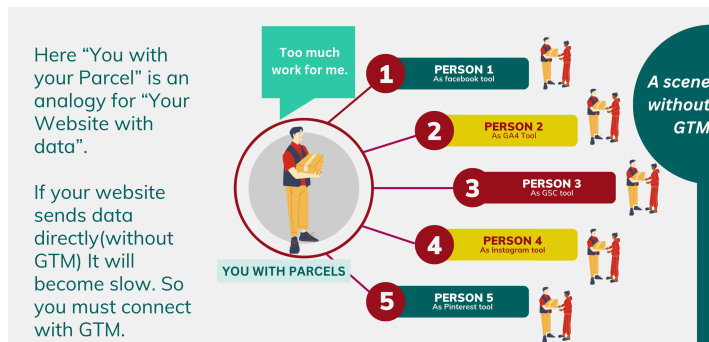 Here “You with
your Parcel” is an
analogy for “Your
Website with
data”.
If your website
sends data
directly(without
GTM) It will
become slow. So
you must connect
with GTM.
Too much
work for me.
YOU WITH PARCELS
1
PERSON 1
As facebook tool
2
PERSON 2
As GA4 Tool
3
PERSON 3
As GSC tool
4
PERSON 4
As Instagram tool
5
PERSON 5
As Pinterest tool
A scene
without
GTM